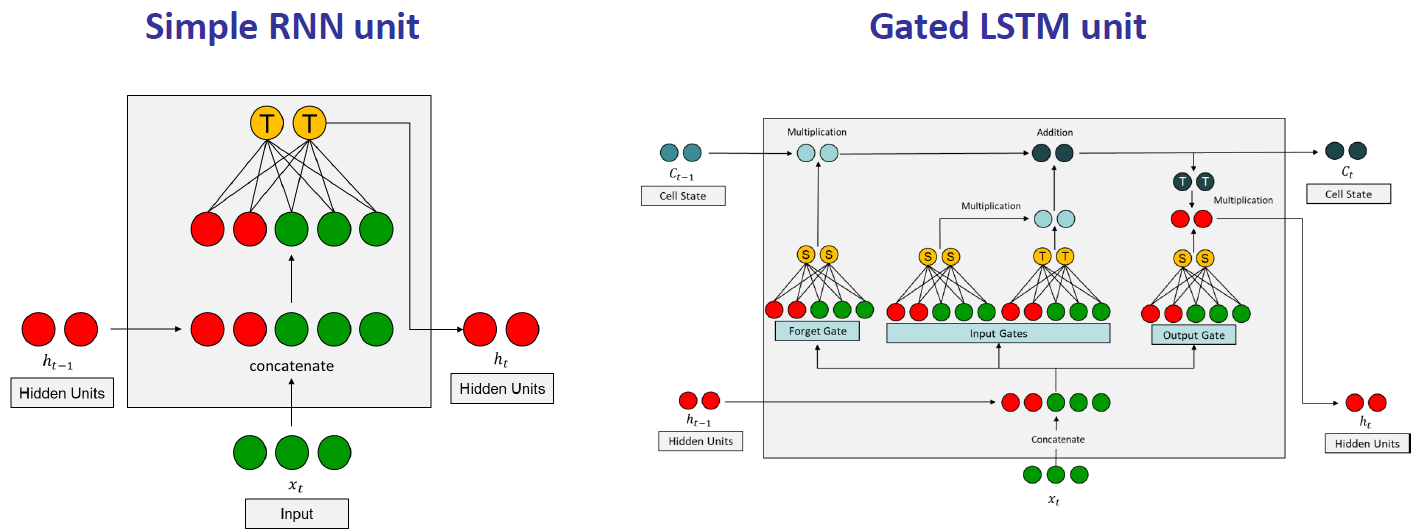 Simple RNN unit
T T
h_{t-1}
Hidden Units
concatenate
h_t
Hidden Units
x_t
Input
Gated LSTM unit
Multiplication
Addition
C_{t-1}
Cell State
C_t
Cell State
T T
Multiplication
Multiplication
S S
S S
T T
S S
Forget Gate
Input Gates
Output Gate
h_{t-1}
Hidden Units
Concatenate
h_t
Hidden Units
x_t